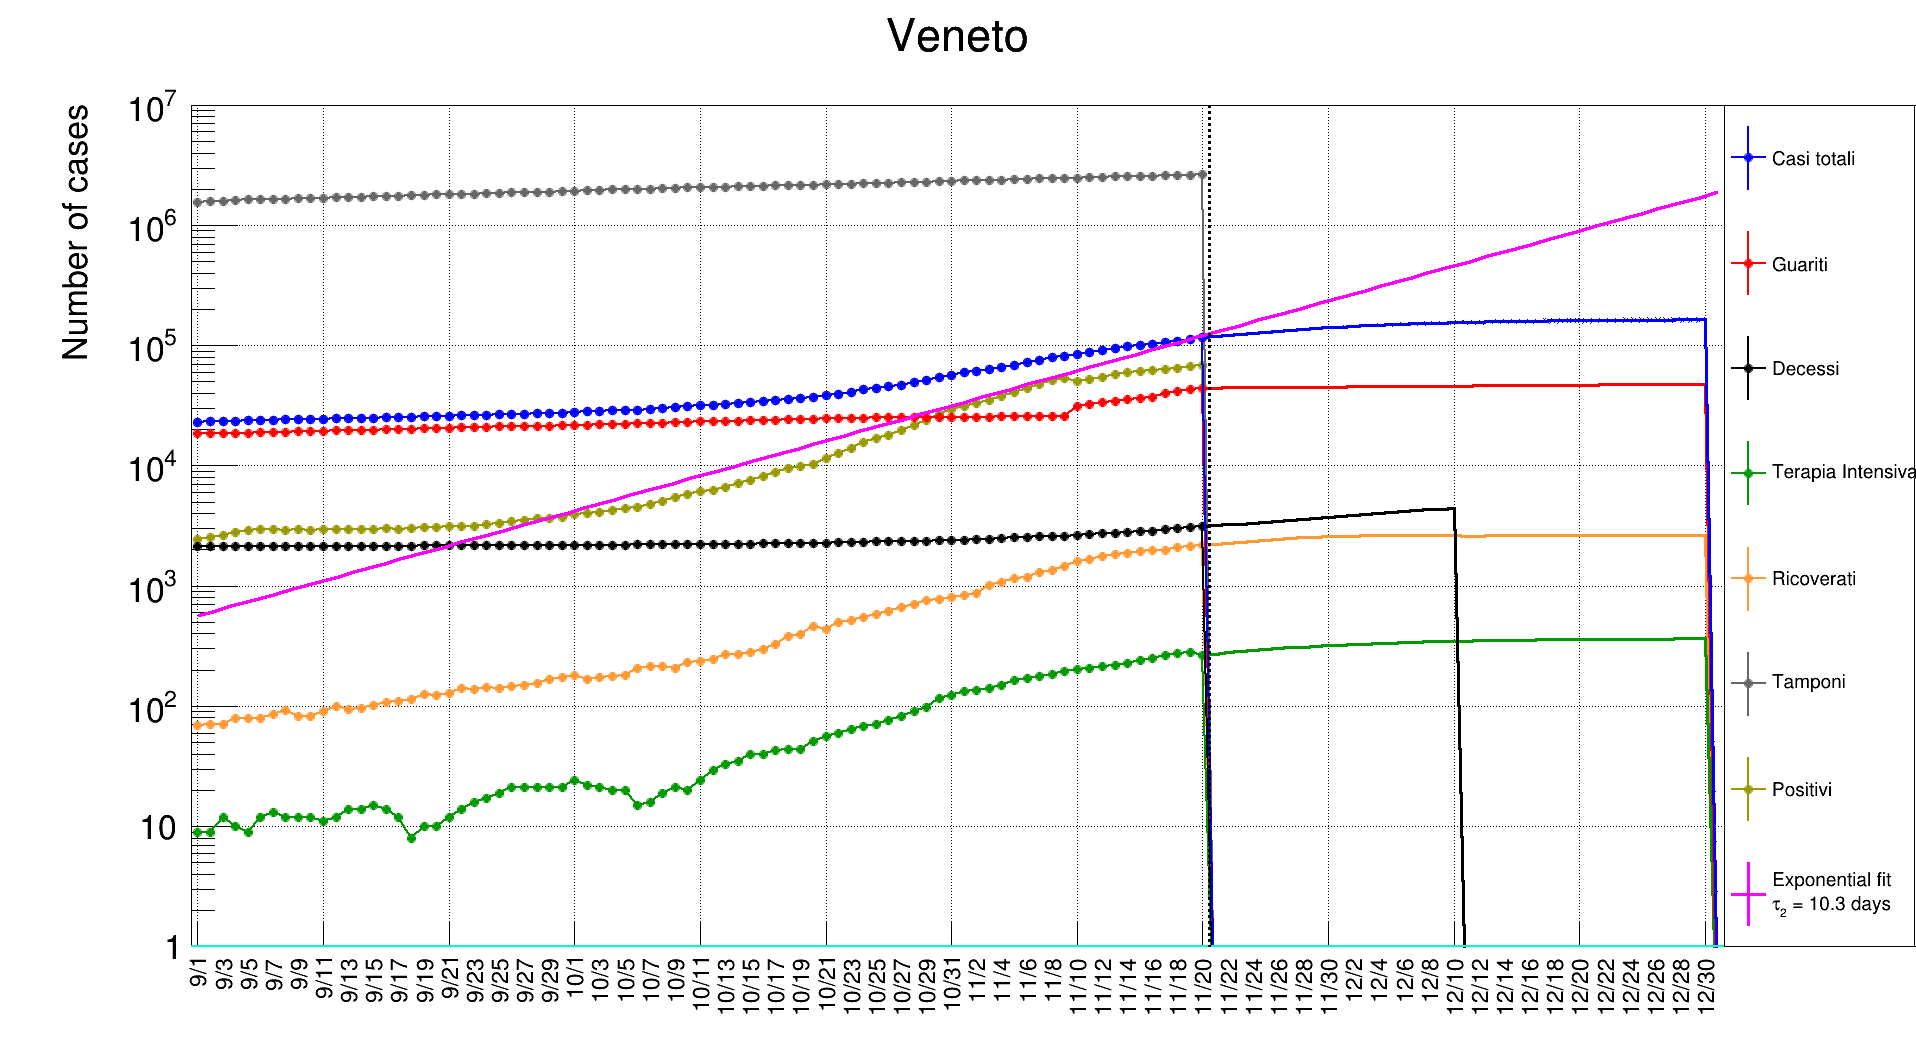 Veneto
Number of cases
10^7
10^6
10^5
10^4
10^3
10^2
10
1
9/1 9/3 9/5 9/7 9/9 9/11 9/13 9/15 9/17 9/19 9/21 9/23 9/25 9/27 9/29 10/1 10/3 10/5 10/7 10/9 10/11 10/13 10/15 10/17 10/19 10/21 10/23 10/25 10/27 10/29 10/31 11/2 11/4 11/6 11/8 11/10 11/12 11/14 11/16 11/18 11/20 11/22 11/24 11/26 11/28 11/30 12/2 12/4 12/6 12/8 12/10 12/12 12/14 12/16 12/18 12/20 12/22 12/24 12/26 12/28 12/30
Casi totali
Guariti
Decessi
Terapia Intensiva
Ricoverati
Tamponi
Positivi
Exponential fit
τ₂ = 10.3 days